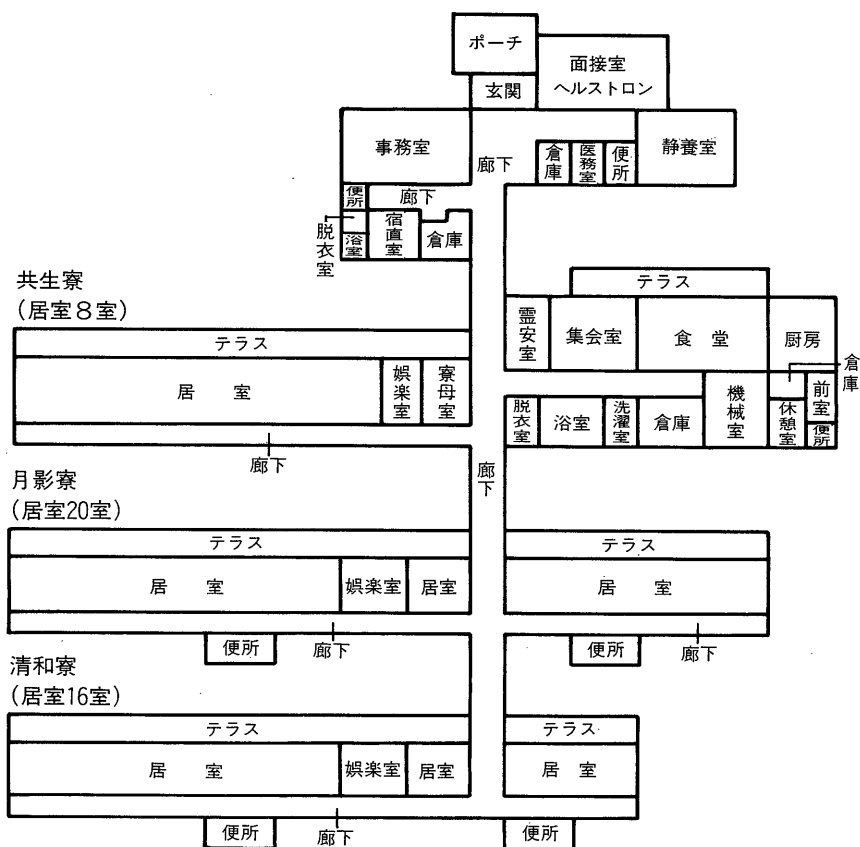 ポーチ
面接室
ヘルストロン
玄関
事務室
廊下
倉庫
医務室
便所
静養室
便所
廊下
脱衣室
浴室
宿直室
倉庫
共生寮
(居室8室)
テラス
居室
娯楽室
寮母室
廊下
テラス
霊安室
集会室
食堂
厨房
倉庫
脱衣室
浴室
洗濯室
倉庫
機械室
休憩室
前室
便所
廊下
月影寮
(居室20室)
テラス
居室
娯楽室
居室
テラス
居室
便所
廊下
便所
廊下
清和寮
(居室16室)
テラス
居室
娯楽室
居室
テラス
居室
便所
廊下
便所